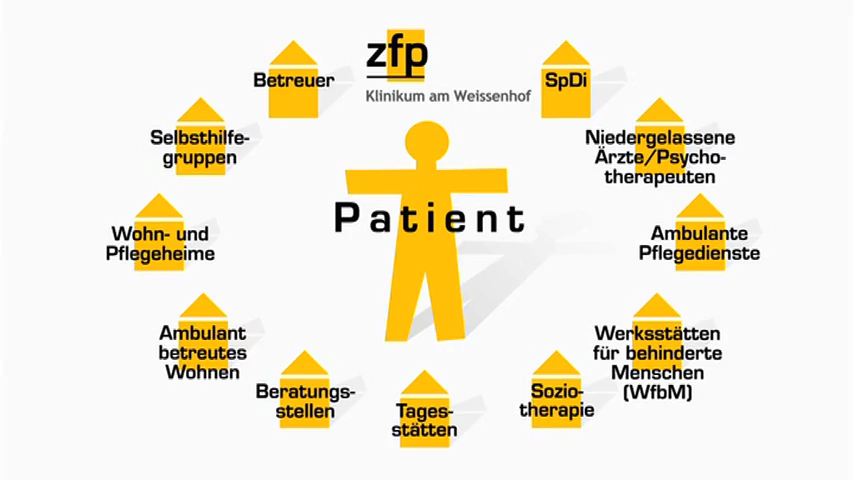 zfp
Klinikum am Weissenhof
Betreuer
SpDi
Selbsthilfe-
gruppen
Niedergelassene
Ärzte/Psycho-
therapeuten
Patient
Wohn- und
Pflegeheime
Ambulante
Pflegedienste
Ambulant
betreutes
Wohnen
Werksstätten
für behinderte
Menschen
(WfbM)
Beratungs-
stellen
Tages-
stätten
Sozio-
therapie